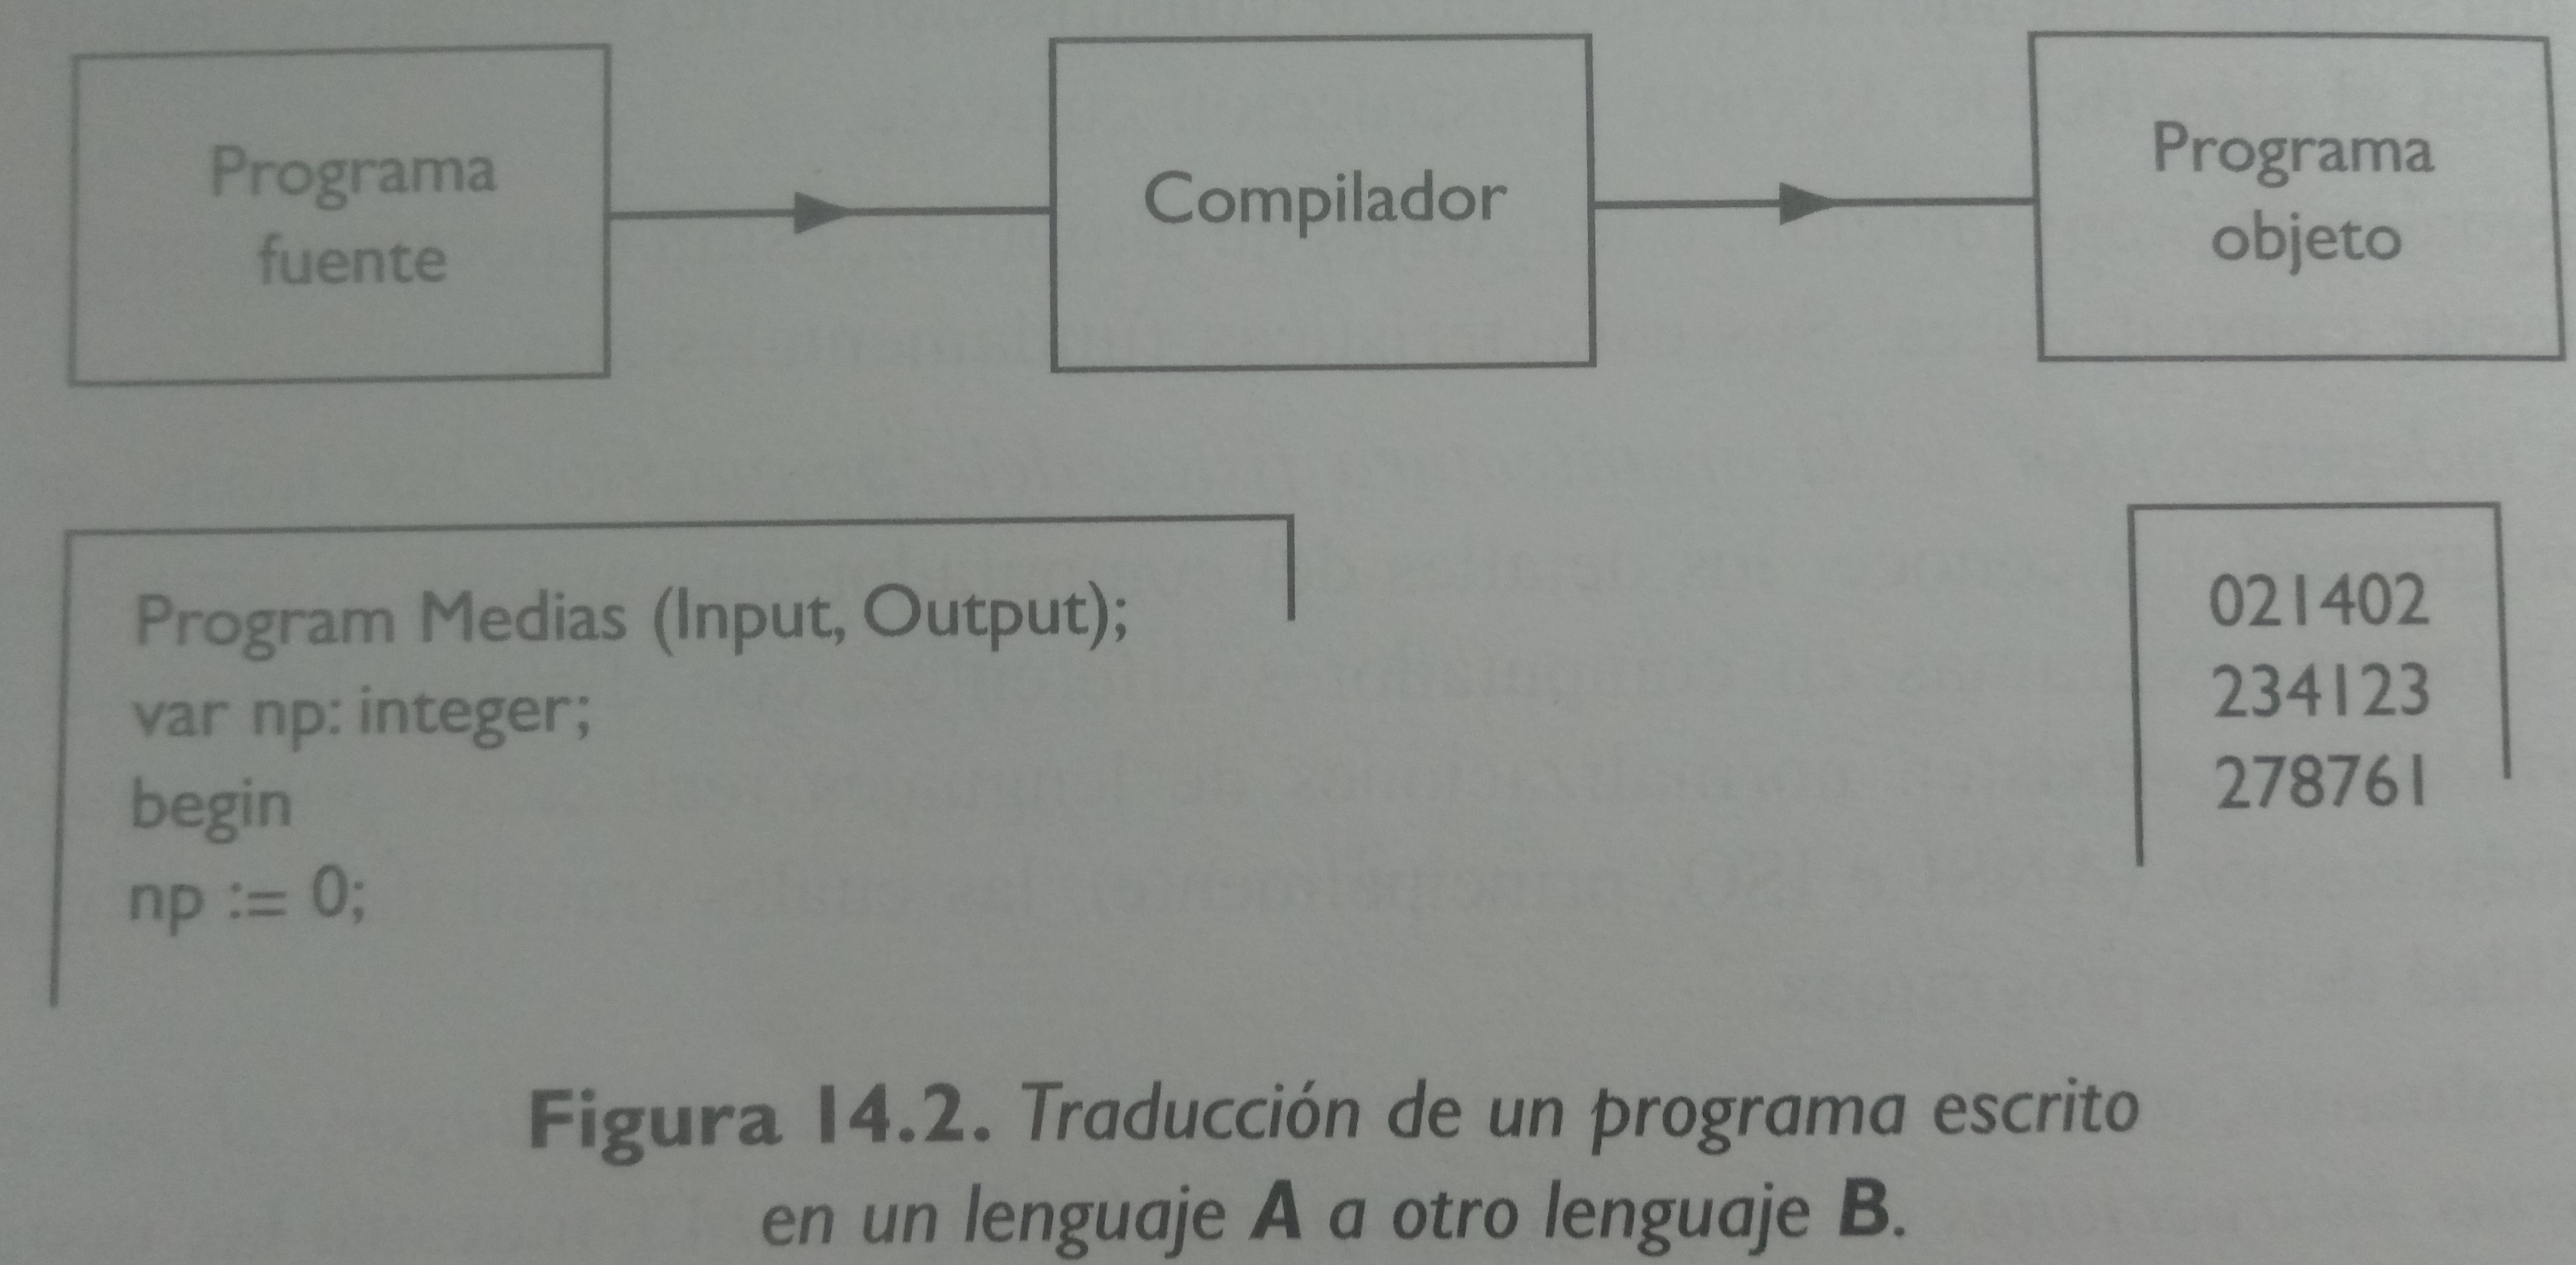 Programa
fuente
Compilador
Programa
objeto
Program Medias (Input, Output);
var np: integer;
begin
np := 0;
021402
234123
278761
Figura 14.2. Traducción de un programa escrito
en un lenguaje A a otro lenguaje B.